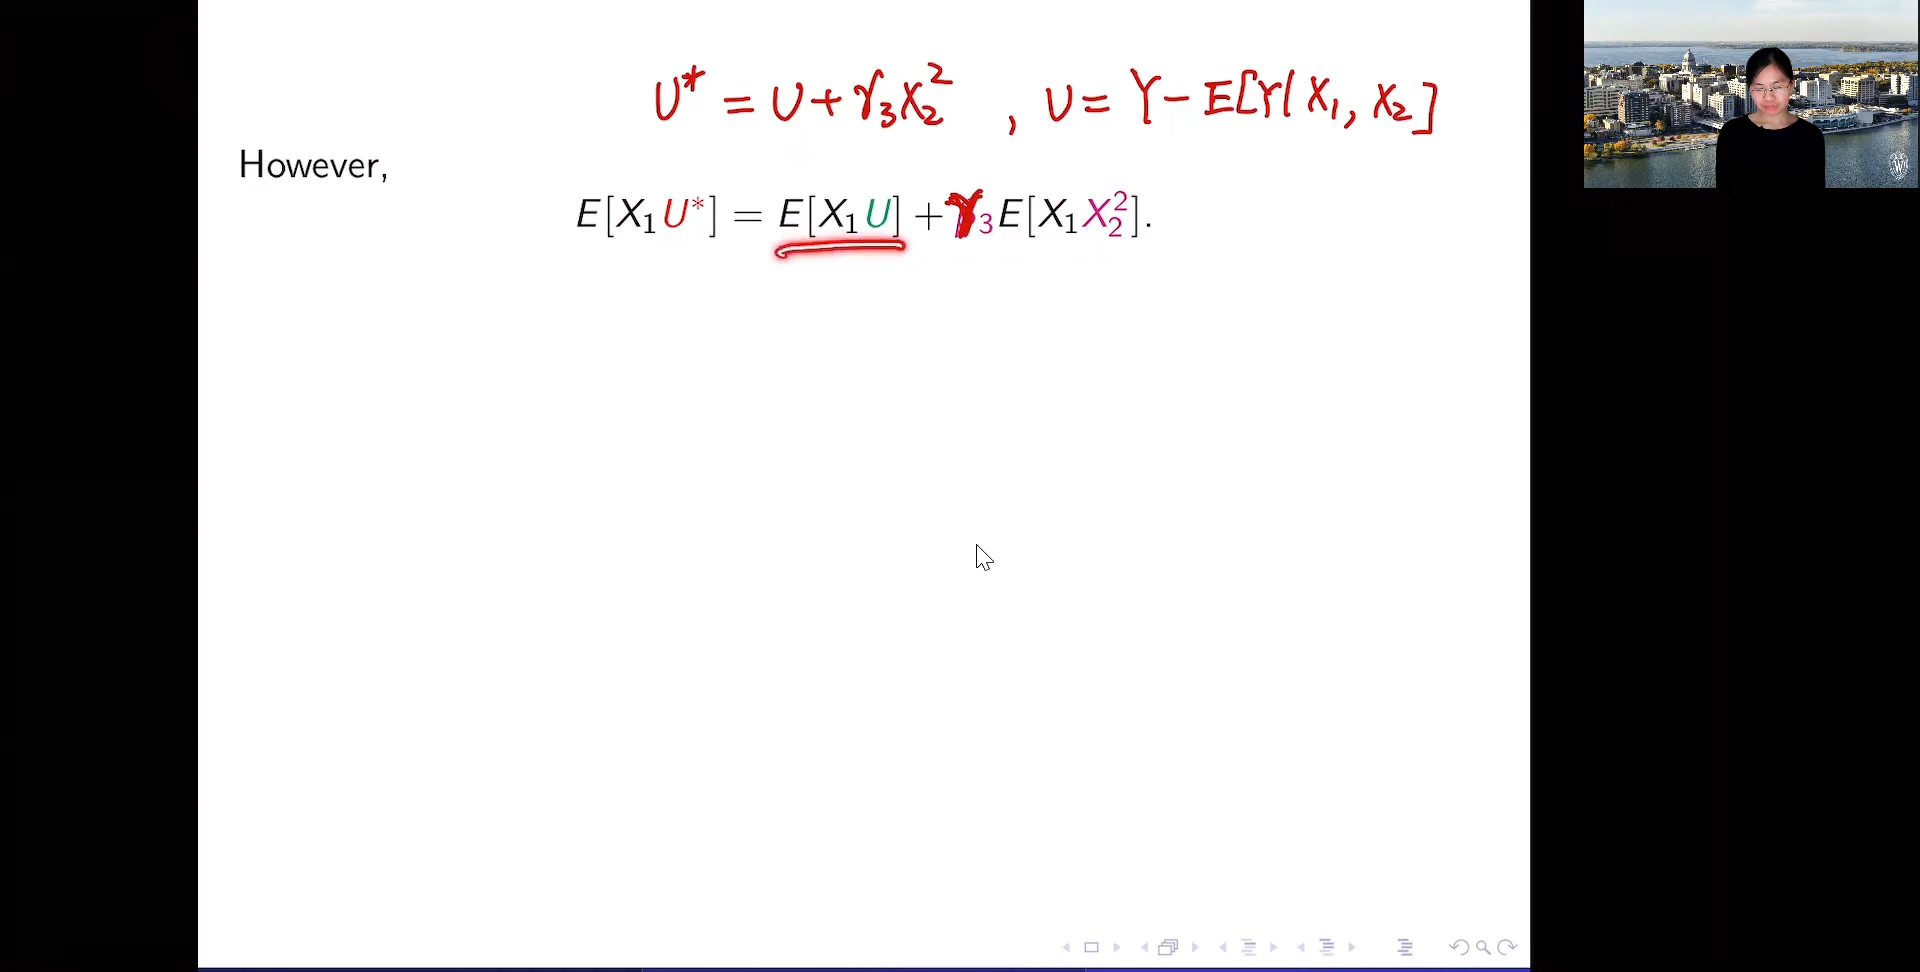 U* = U + γ₃X₂² , U = Y − E[Y| X₁, X₂]
However,
E[X₁U*] = E[X₁U] + γ₃E[X₁X₂²].